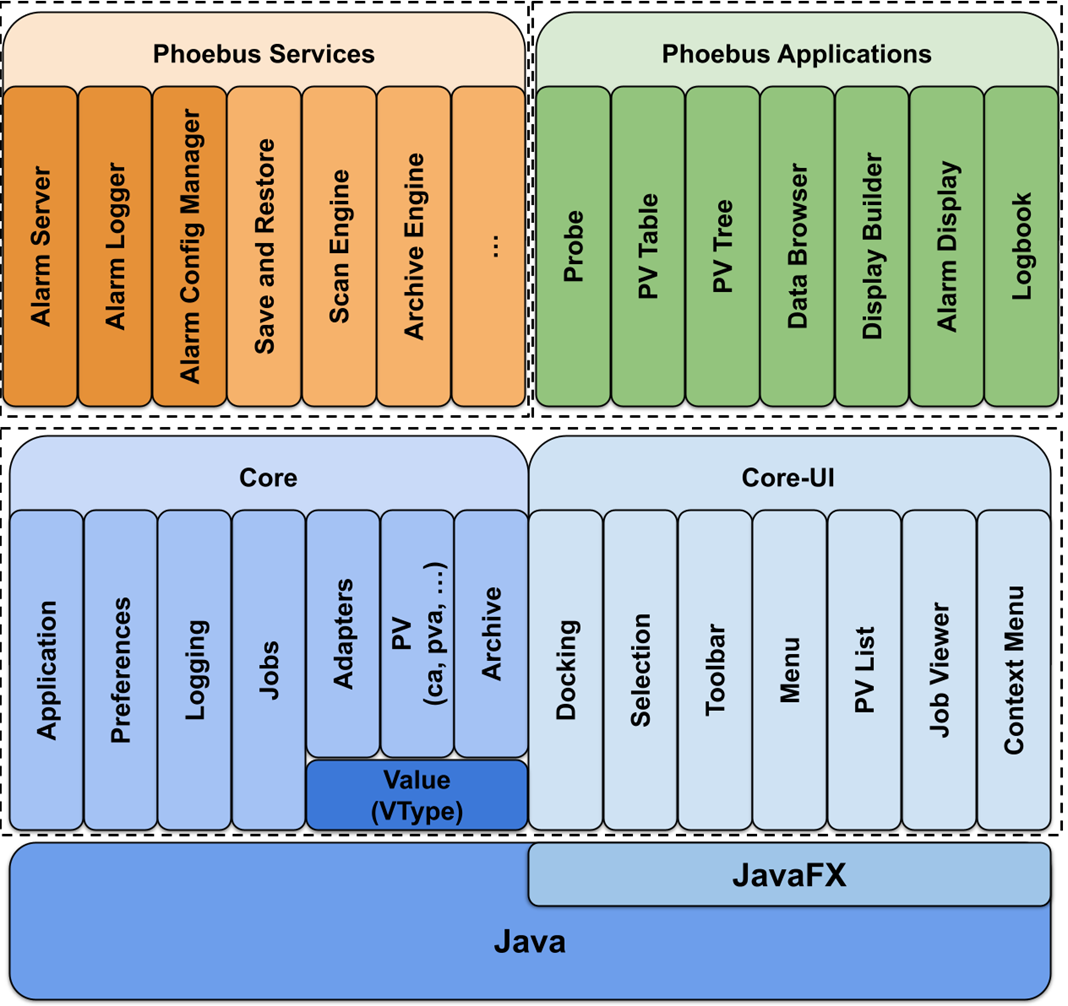 Phoebus Services
Alarm Server
Alarm Logger
Alarm Config Manager
Save and Restore
Scan Engine
Archive Engine
...
Phoebus Applications
Probe
PV Table
PV Tree
Data Browser
Display Builder
Alarm Display
Logbook
Core
Application
Preferences
Logging
Jobs
Adapters
PV
(ca, pva, ...)
Archive
Value
(VType)
Core-UI
Docking
Selection
Toolbar
Menu
PV List
Job Viewer
Context Menu
JavaFX
Java